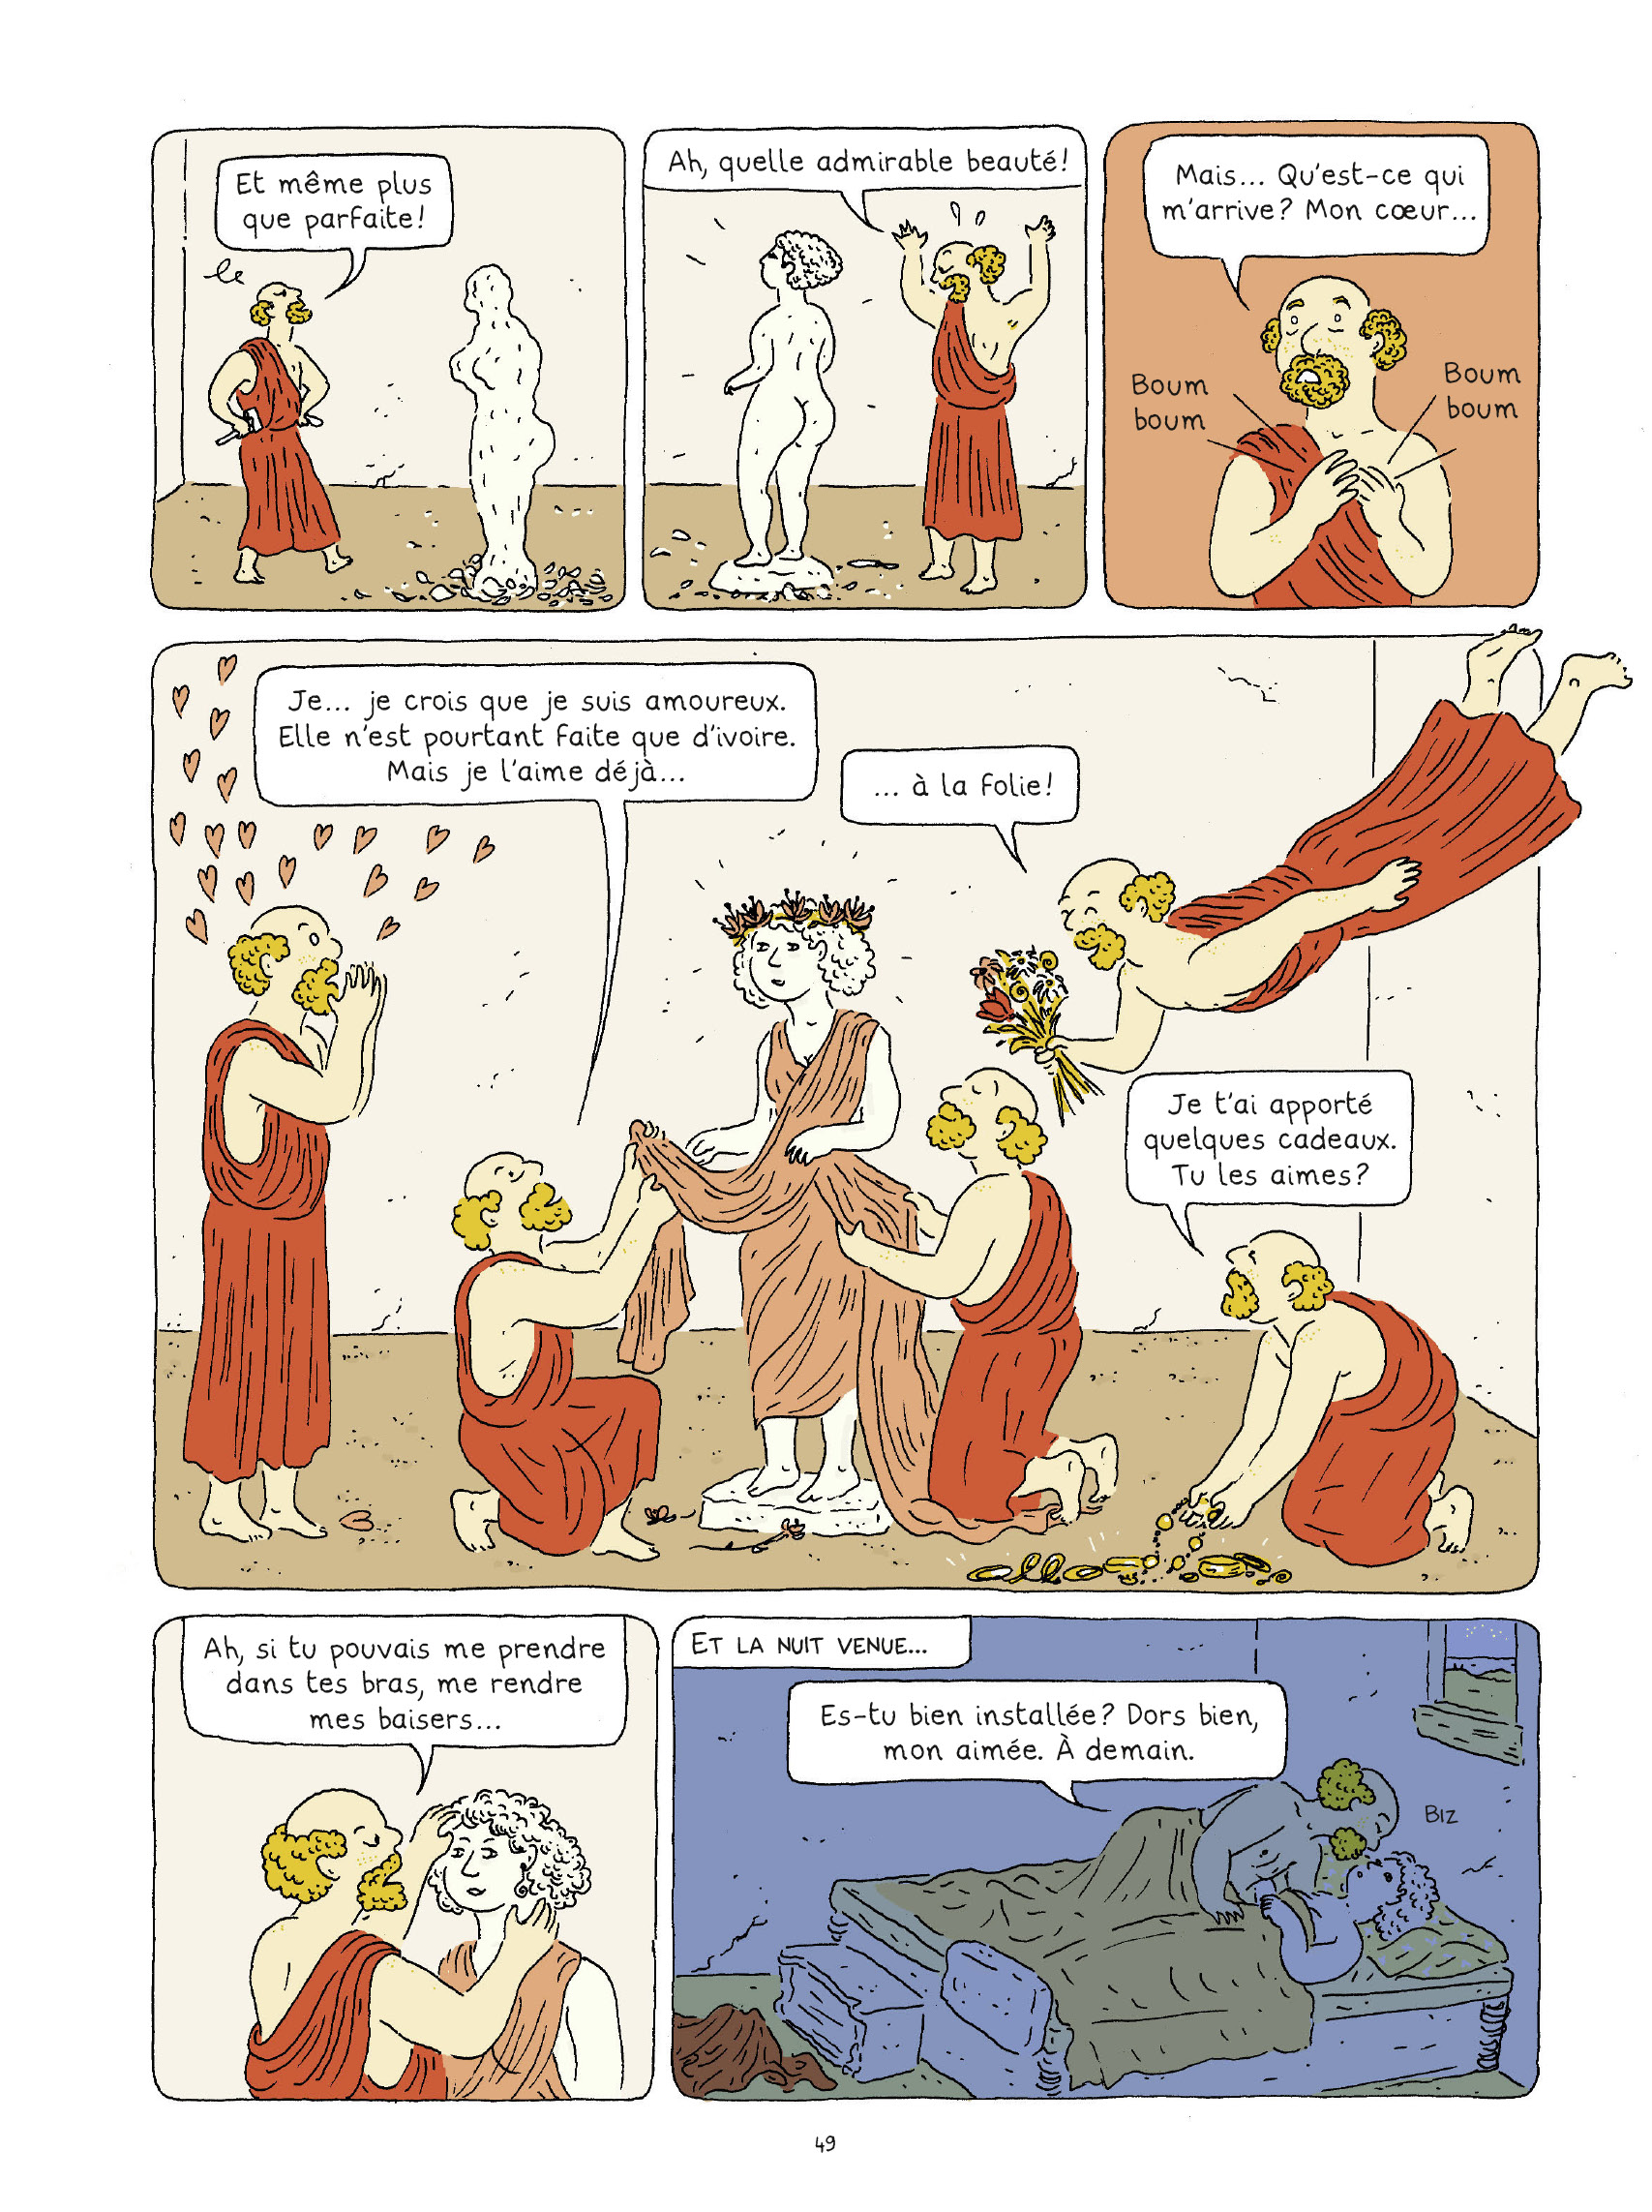 Et même plus
que parfaite!
Ah, quelle admirable beauté!
Mais... Qu'est-ce qui
m'arrive? Mon cœur...
Boum
boum
Boum
boum
Je... je crois que je suis amoureux.
Elle n'est pourtant faite que d'ivoire.
Mais je l'aime déjà...
... à la folie!
Je t'ai apporté
quelques cadeaux.
Tu les aimes?
Ah, si tu pouvais me prendre
dans tes bras, me rendre
mes baisers...
ET LA NUIT VENUE...
Es-tu bien installée? Dors bien,
mon aimée. À demain.
BIZ
49